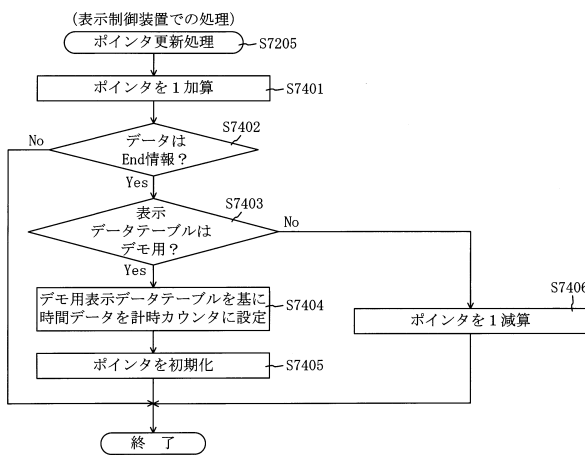 (表示制御装置での処理)
ポインタ更新処理 S7205
ポインタを１加算 S7401
S7402
No
データは
End情報？
Yes
S7403
表示
データテーブルは
デモ用？
No
Yes
デモ用表示データテーブルを基に
時間データを計時カウンタに設定
S7404
S7406
ポインタを１減算
ポインタを初期化 S7405
終 了